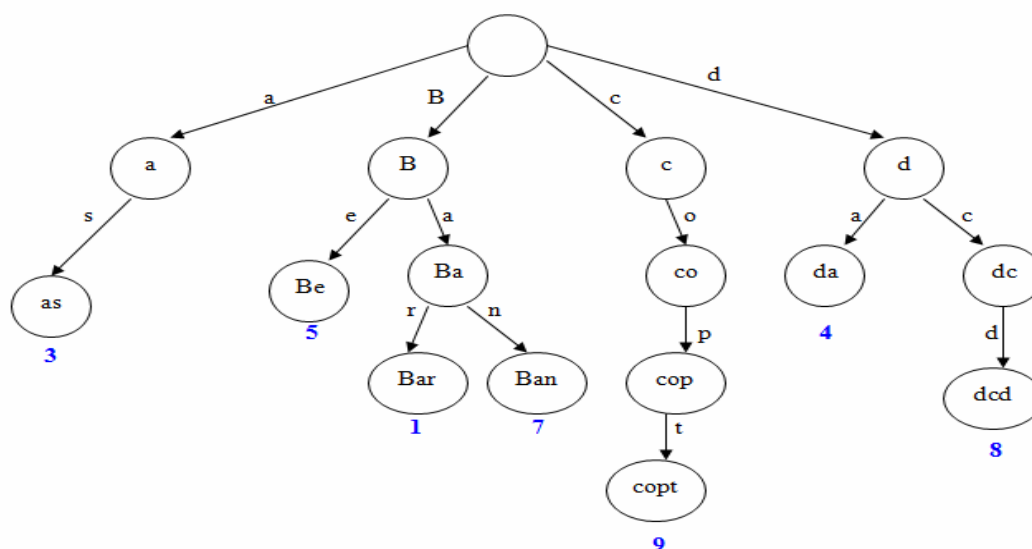 a B c d
a B c d
s e a o a c
as Be Ba co da dc
3 5 r n p 4 d
Bar Ban cop dcd
1 7 t 8
copt
9